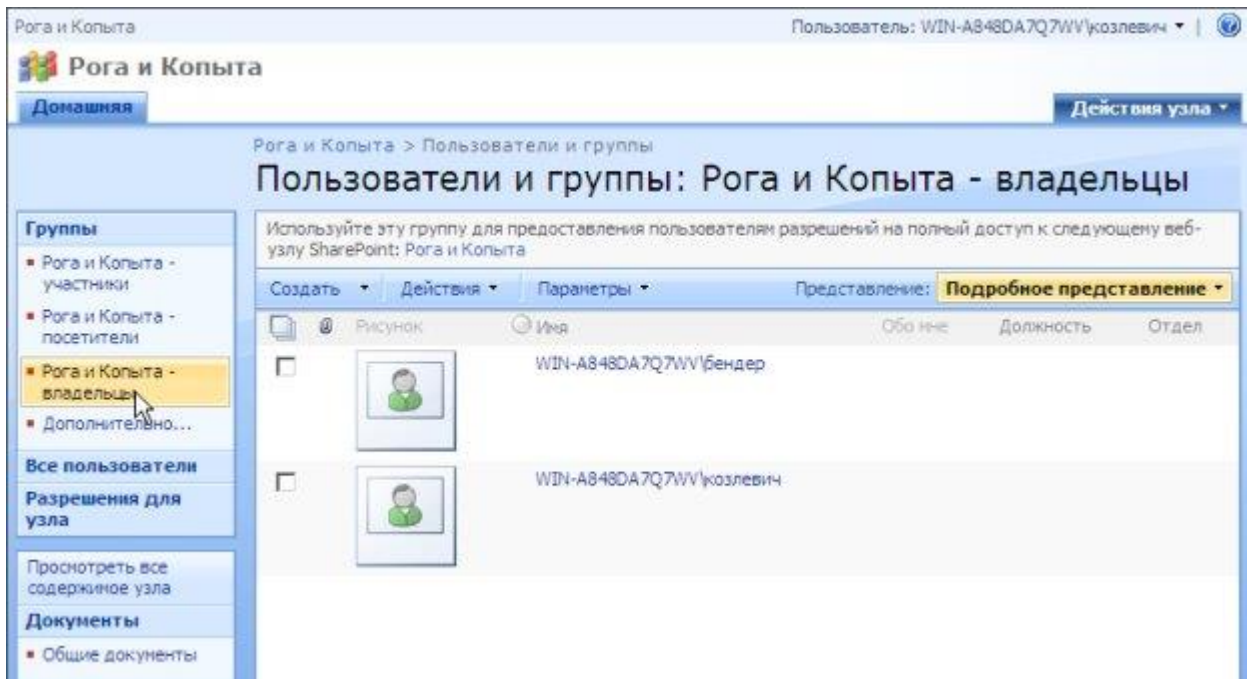 Рога и Копыта
Пользователь: WIN-A848DA7Q7WV\козлевич
Рога и Копыта
Домашняя
Действия узла
Рога и Копыта > Пользователи и группы
Пользователи и группы: Рога и Копыта - владельцы
Группы
Рога и Копыта -
участники
Рога и Копыта -
посетители
Рога и Копыта -
владельцы
Дополнительно...
Все пользователи
Разрешения для
узла
Просмотреть все
содержимое узла
Документы
Общие документы
Используйте эту группу для предоставления пользователям разрешений на полный доступ к следующему веб-
узлу SharePoint: Рога и Копыта
Создать Действия Параметры Представление: Подробное представление
Рисунок Имя Обо мне Должность Отдел
WIN-A848DA7Q7WV\бендер
WIN-A848DA7Q7WV\козлевич